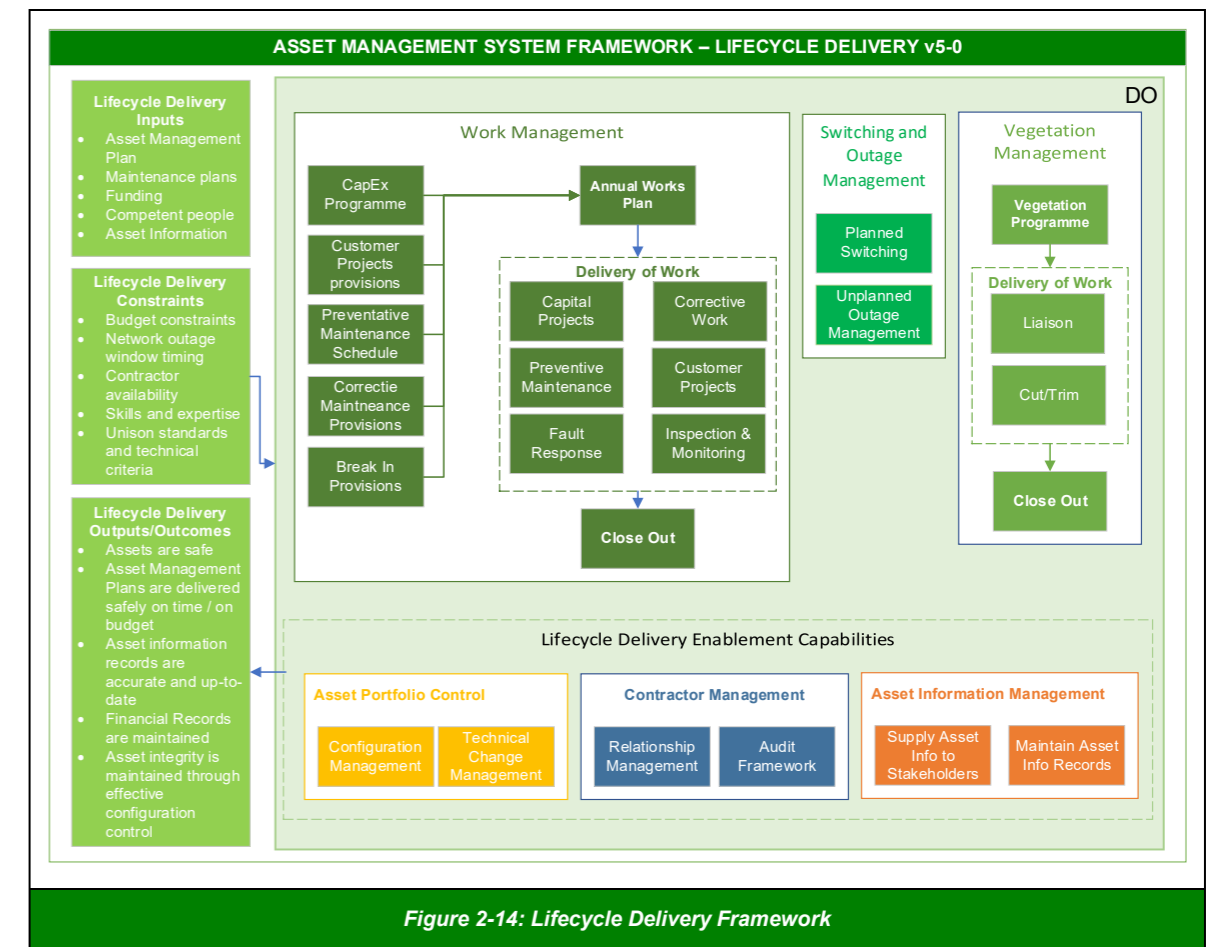 ASSET MANAGEMENT SYSTEM FRAMEWORK – LIFECYCLE DELIVERY v5-0
Lifecycle Delivery
Inputs
• Asset Management
Plan
• Maintenance plans
• Funding
• Competent people
• Asset Information
Lifecycle Delivery
Constraints
• Budget constraints
• Network outage
window timing
• Contractor
availability
• Skills and expertise
• Unison standards
and technical
criteria
Lifecycle Delivery
Outputs/Outcomes
• Assets are safe
• Asset Management
Plans are delivered
safely on time / on
budget
• Asset information
records are
accurate and up-to-
date
• Financial Records
are maintained
• Asset integrity is
maintained through
effective
configuration
control
DO
Work Management
CapEx
Programme
Customer
Projects
provisions
Preventative
Maintenance
Schedule
Correctie
Maintneance
Provisions
Break In
Provisions
Annual Works
Plan
Delivery of Work
Capital
Projects
Corrective
Work
Preventive
Maintenance
Customer
Projects
Fault
Response
Inspection &
Monitoring
Close Out
Switching and
Outage
Management
Planned
Switching
Unplanned
Outage
Management
Vegetation
Management
Vegetation
Programme
Delivery of Work
Liaison
Cut/Trim
Close Out
Lifecycle Delivery Enablement Capabilities
Asset Portfolio Control
Configuration
Management
Technical
Change
Management
Contractor Management
Relationship
Management
Audit
Framework
Asset Information Management
Supply Asset
Info to
Stakeholders
Maintain Asset
Info Records
Figure 2-14: Lifecycle Delivery Framework